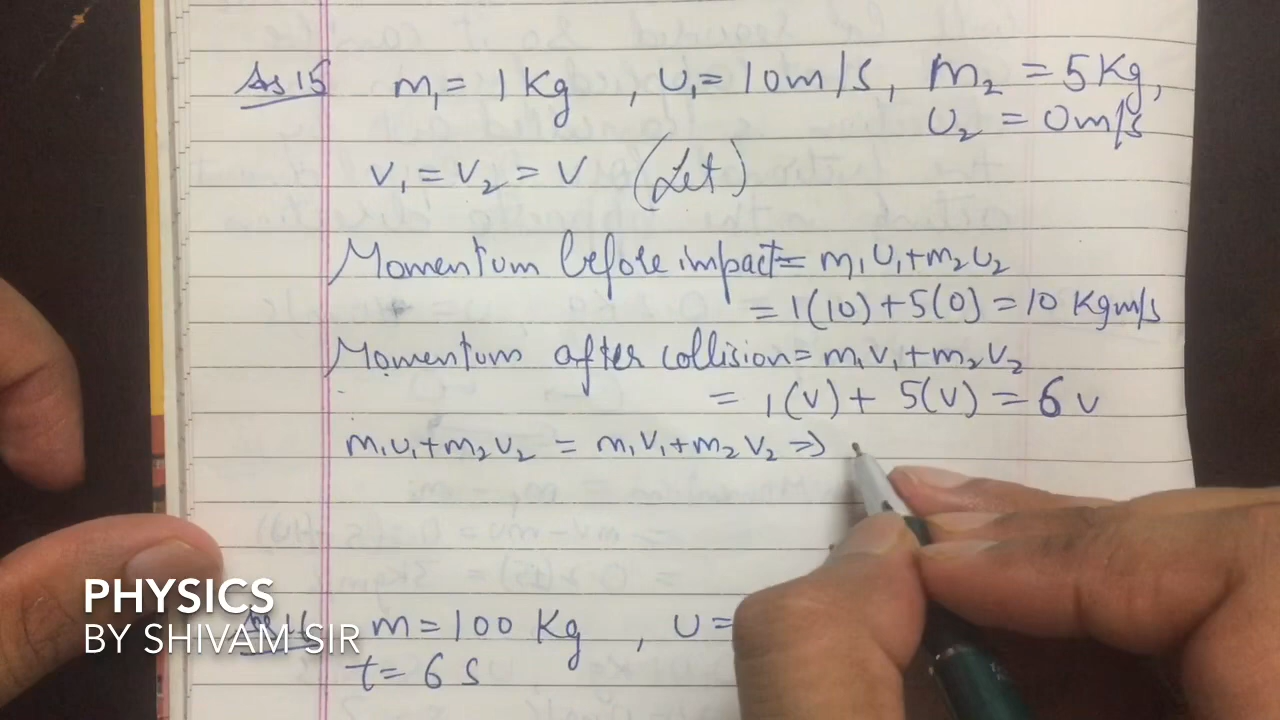 Ans 15 m₁ = 1 Kg , U₁ = 10 m/s, m₂ = 5 Kg,
U₂ = 0 m/s
V₁ = V₂ = V (Let)
Momentum before impact = m₁U₁ + m₂U₂
= 1(10) + 5(0) = 10 Kgm/s
Momentum after collision = m₁V₁ + m₂V₂
= 1(V) + 5(V) = 6 V
m₁U₁ + m₂U₂ = m₁V₁ + m₂V₂ ⇒
PHYSICS
BY SHIVAM SIR
m = 100 Kg , U =
t = 6 S